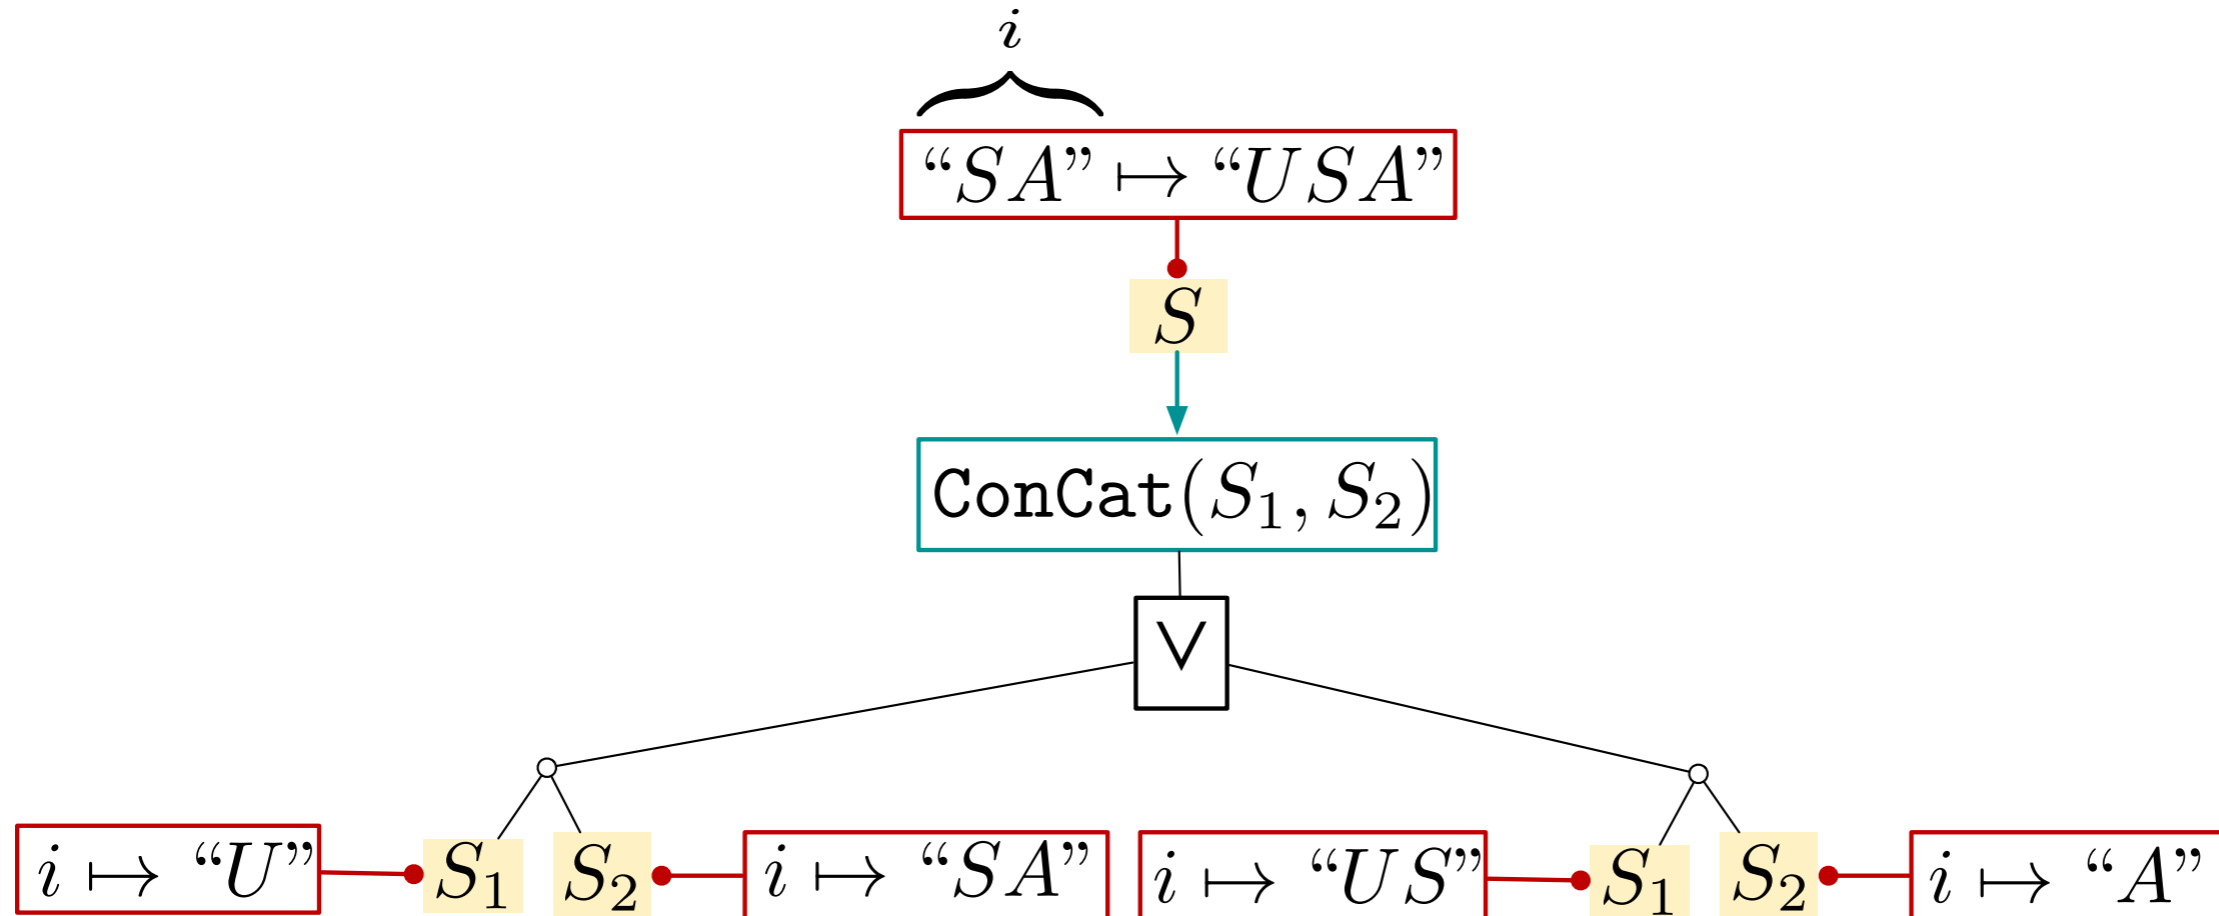 i
“SA” ↦ “USA”
S
ConCat(S₁, S₂)
∨
i ↦ “U” S₁ S₂ i ↦ “SA” i ↦ “US” S₁ S₂ i ↦ “A”